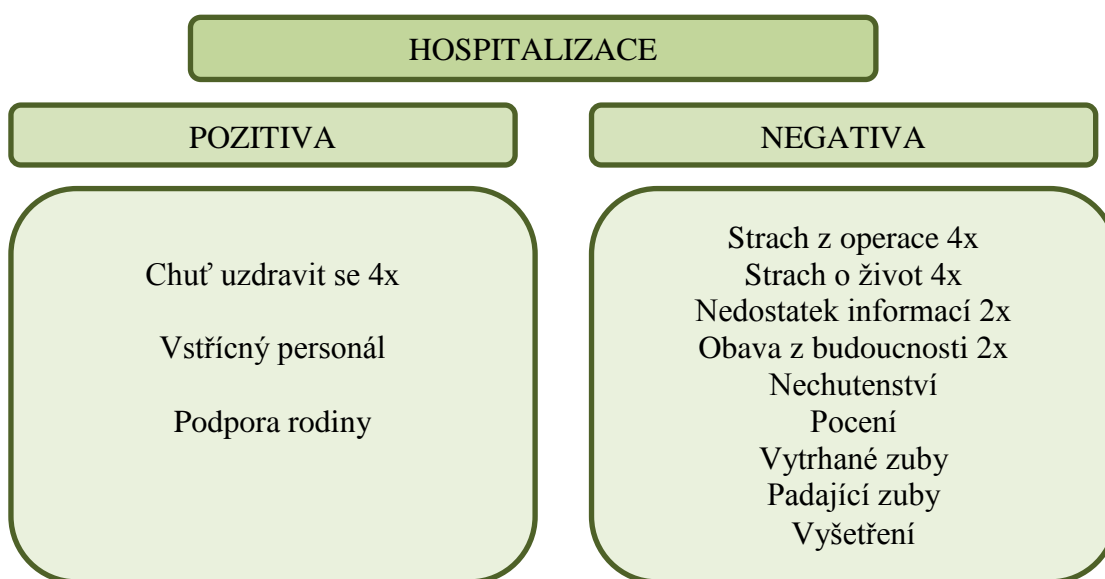 HOSPITALIZACE
POZITIVA
NEGATIVA
Chuť uzdravit se 4x
Vstřícný personál
Podpora rodiny
Strach z operace 4x
Strach o život 4x
Nedostatek informací 2x
Obava z budoucnosti 2x
Nechutenství
Pocení
Vytrhané zuby
Padající zuby
Vyšetření